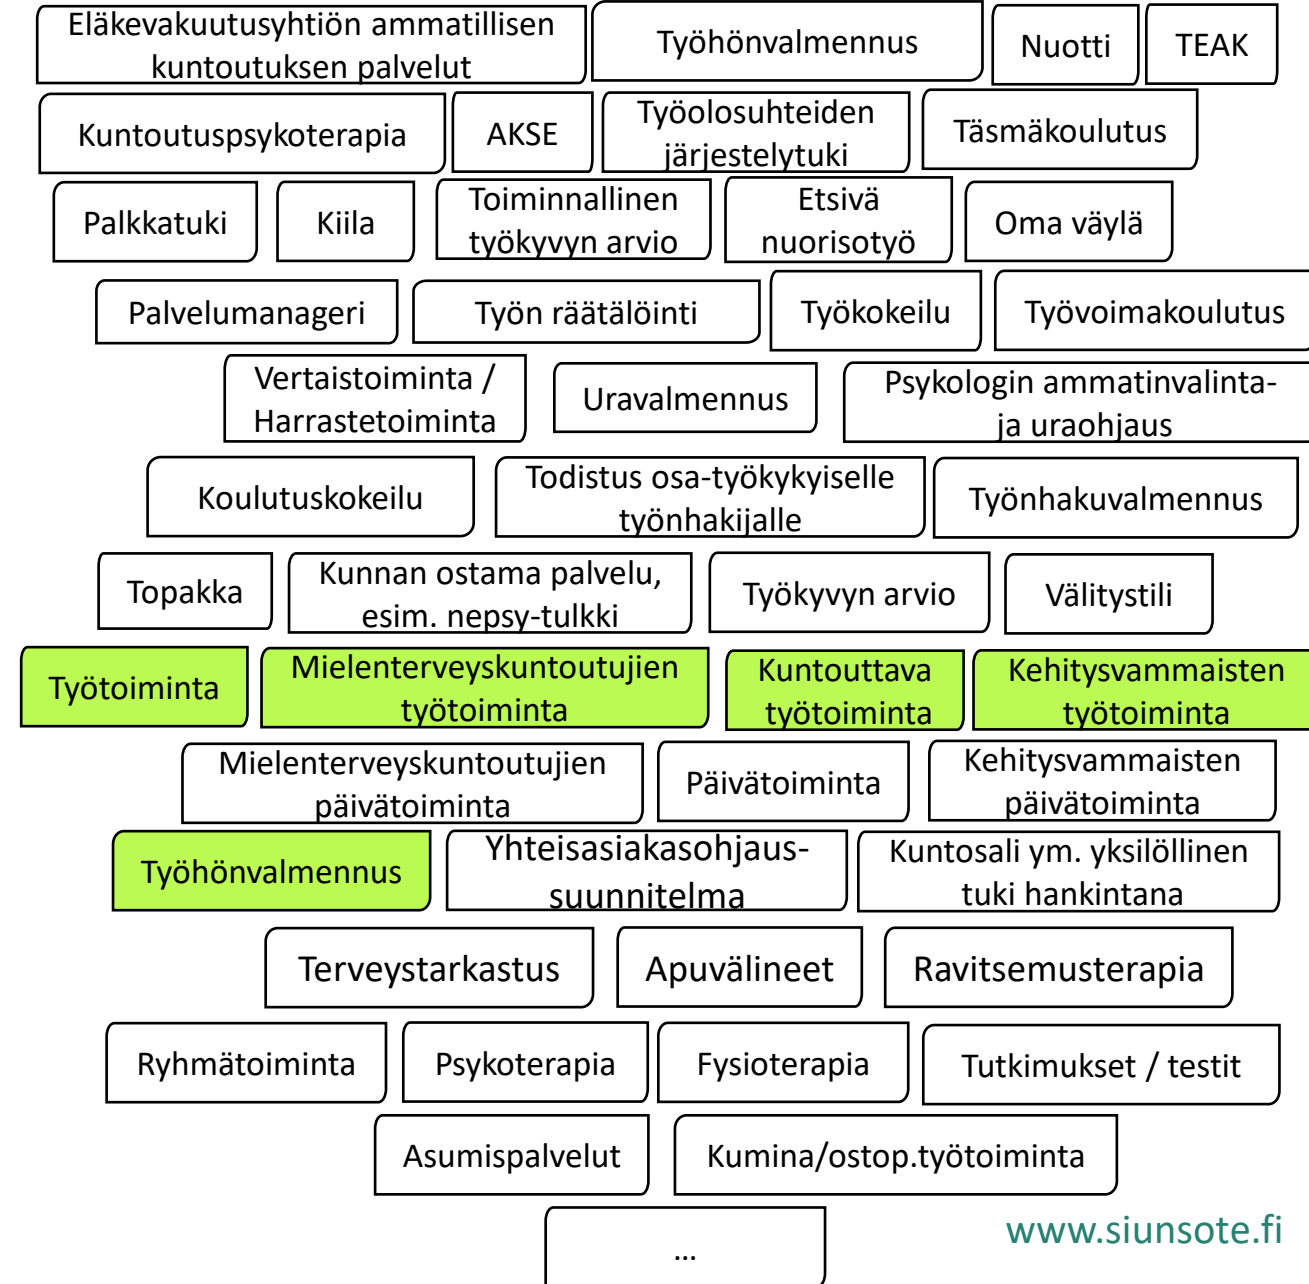 Eläkevakuutusyhtiön ammatillisen
kuntoutuksen palvelut
Työhönvalmennus
Nuotti
TEAK
Kuntoutuspsykoterapia
AKSE
Työolosuhteiden
järjestelytuki
Täsmäkoulutus
Palkkatuki
Kiila
Toiminnallinen
työkyvyn arvio
Etsivä
nuorisotyö
Oma väylä
Palvelumanageri
Työn räätälöinti
Työkokeilu
Työvoimakoulutus
Vertaistoiminta /
Harrastetoiminta
Uravalmennus
Psykologin ammatinvalinta-
ja uraohjaus
Koulutuskokeilu
Todistus osa-työkykyiselle
työnhakijalle
Työnhakuvalmennus
Topakka
Kunnan ostama palvelu,
esim. nepsy-tulkki
Työkyvyn arvio
Välitystili
Työtoiminta
Mielenterveyskuntoutujien
työtoiminta
Kuntouttava
työtoiminta
Kehitysvammaisten
työtoiminta
Mielenterveyskuntoutujien
päivätoiminta
Päivätoiminta
Kehitysvammaisten
päivätoiminta
Työhönvalmennus
Yhteisasiakasohjaus-
suunnitelma
Kuntosali ym. yksilöllinen
tuki hankintana
Terveystarkastus
Apuvälineet
Ravitsemusterapia
Ryhmätoiminta
Psykoterapia
Fysioterapia
Tutkimukset / testit
Asumispalvelut
Kumina/ostop.työtoiminta
...
www.siunsote.fi